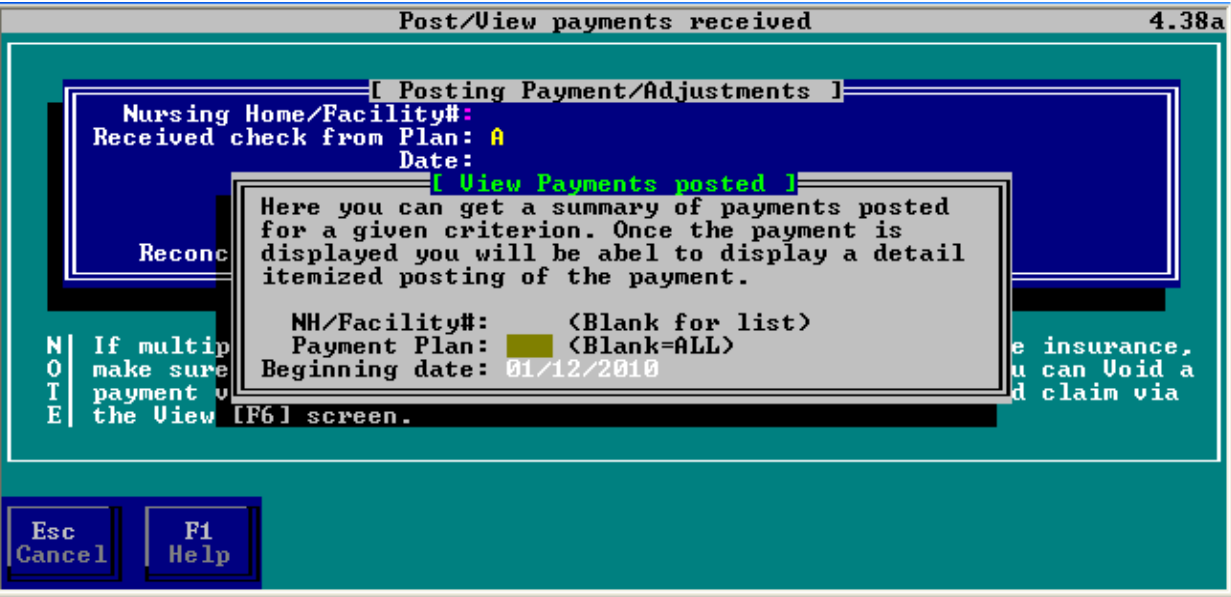 Post/View payments received 4.38a
[ Posting Payment/Adjustments ]
Nursing Home/Facility#:
Received check from Plan: A
Date:
[ View Payments posted ]
Here you can get a summary of payments posted
for a given criterion. Once the payment is
Reconc displayed you will be abel to display a detail
itemized posting of the payment.
NH/Facility#: (Blank for list)
Payment Plan: (Blank=ALL)
Beginning date: 01/12/2010
N If multip e insurance,
O make sure u can Void a
T payment v d claim via
E the View [F6] screen.
Esc F1
Cancel Help